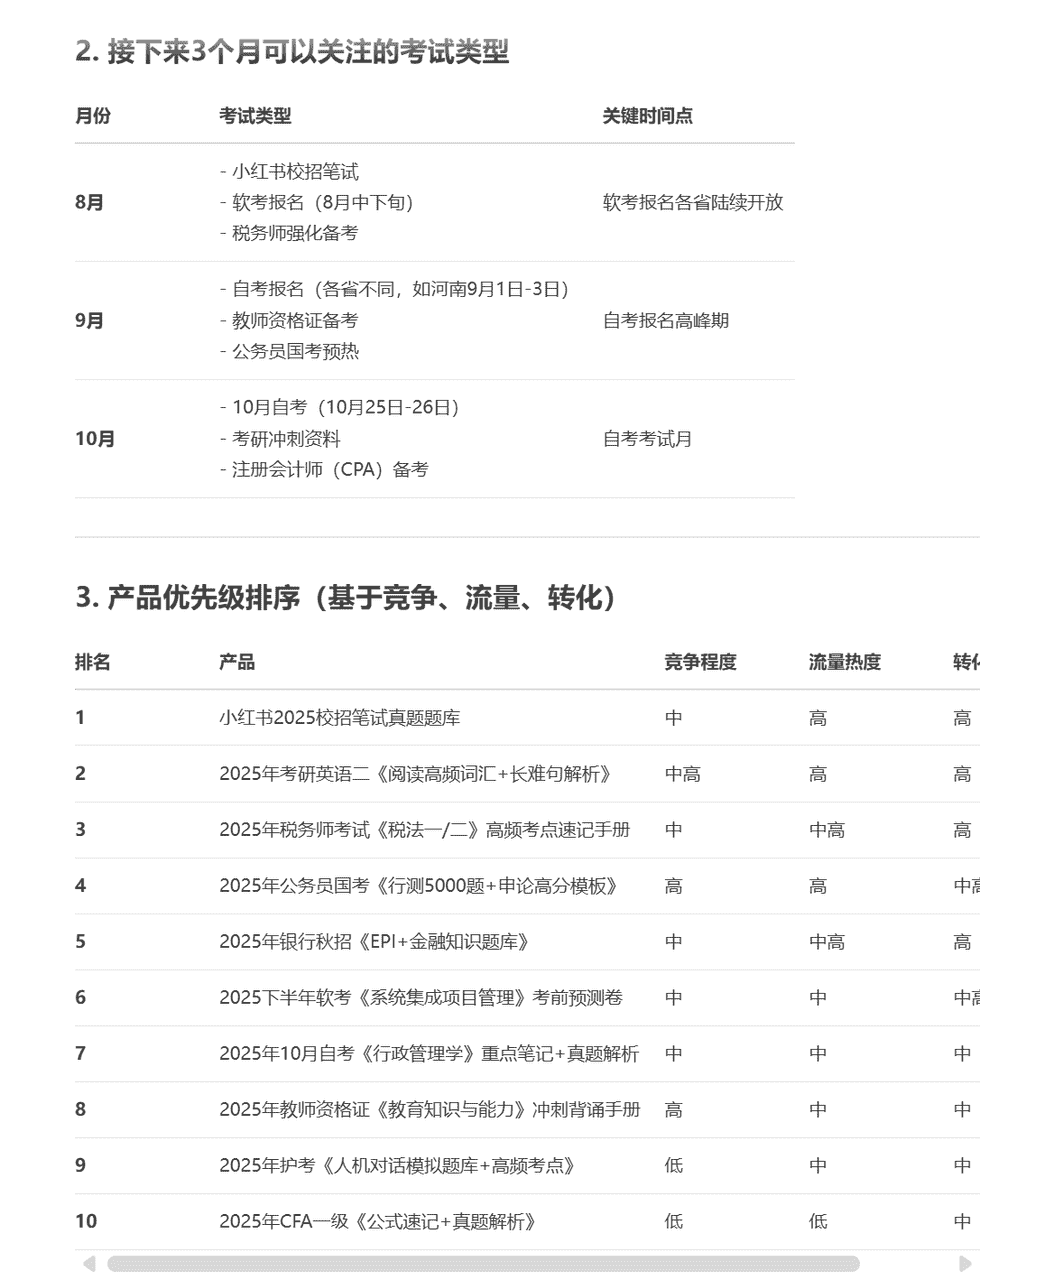 2. 接下来3个月可以关注的考试类型
月份 考试类型 关键时间点
- 小红书校招笔试
8月 - 软考报名（8月中下旬） 软考报名各省陆续开放
- 税务师强化备考
- 自考报名（各省不同，如河南9月1日-3日）
9月 - 教师资格证备考 自考报名高峰期
- 公务员国考预热
- 10月自考（10月25日-26日）
10月 - 考研冲刺资料 自考考试月
- 注册会计师（CPA）备考
3. 产品优先级排序（基于竞争、流量、转化）
排名 产品 竞争程度 流量热度 转化
1 小红书2025校招笔试真题题库 中 高 高
2 2025年考研英语二《阅读高频词汇+长难句解析》 中高 高 高
3 2025年税务师考试《税法一/二》高频考点速记手册 中 中高 高
4 2025年公务员国考《行测5000题+申论高分模板》 高 高 中高
5 2025年银行秋招《EPI+金融知识题库》 中 中高 高
6 2025下半年软考《系统集成项目管理》考前预测卷 中 中 中高
7 2025年10月自考《行政管理学》重点笔记+真题解析 中 中 中
8 2025年教师资格证《教育知识与能力》冲刺背诵手册 高 中 中
9 2025年护考《人机对话模拟题库+高频考点》 低 中 中
10 2025年CFA一级《公式速记+真题解析》 低 低 中